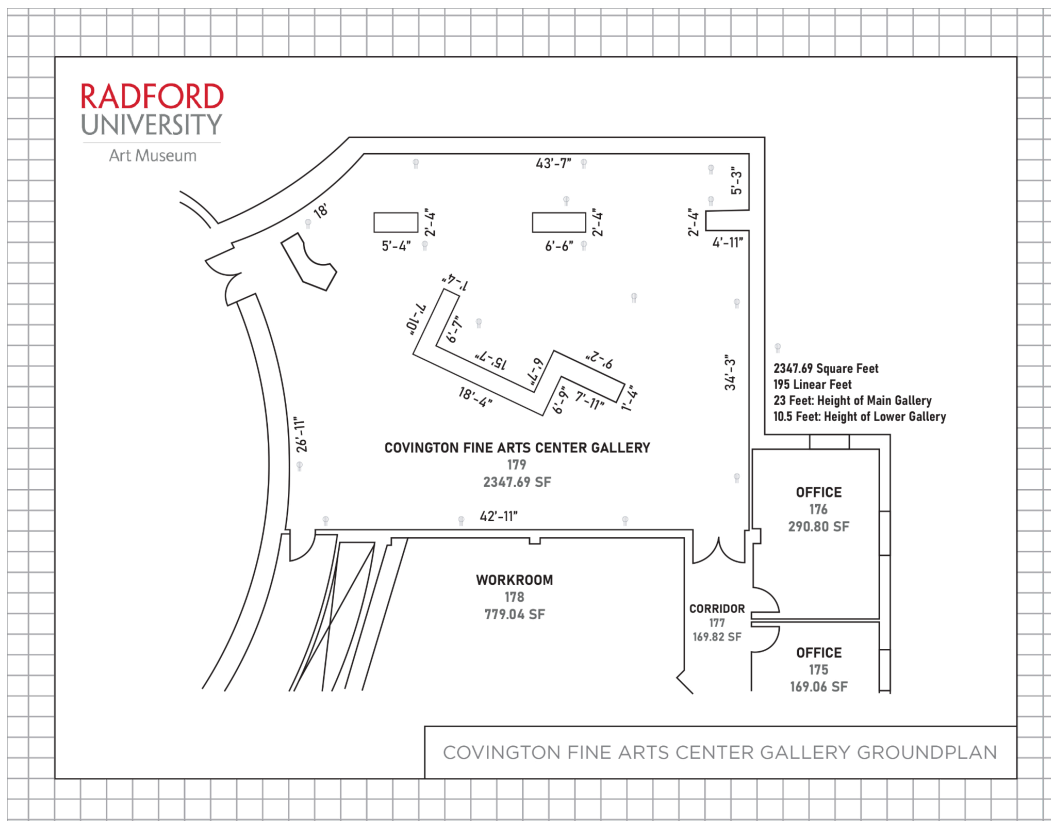 RADFORD
UNIVERSITY
Art Museum
43'-7"
5'-3"
18'
5'-4"
2'-4"
6'-6"
2'-4"
2'-4"
4'-11"
1'-4"
7'-10"
6'-7"
15'-7"
18'-4"
6'-7"
9'-2"
6'-9"
7'-11"
1'-4"
34'-3"
26'-11"
2347.69 Square Feet
195 Linear Feet
23 Feet: Height of Main Gallery
10.5 Feet: Height of Lower Gallery
COVINGTON FINE ARTS CENTER GALLERY
179
2347.69 SF
42'-11"
OFFICE
176
290.80 SF
WORKROOM
178
779.04 SF
CORRIDOR
177
169.82 SF
OFFICE
175
169.06 SF
COVINGTON FINE ARTS CENTER GALLERY GROUNDPLAN